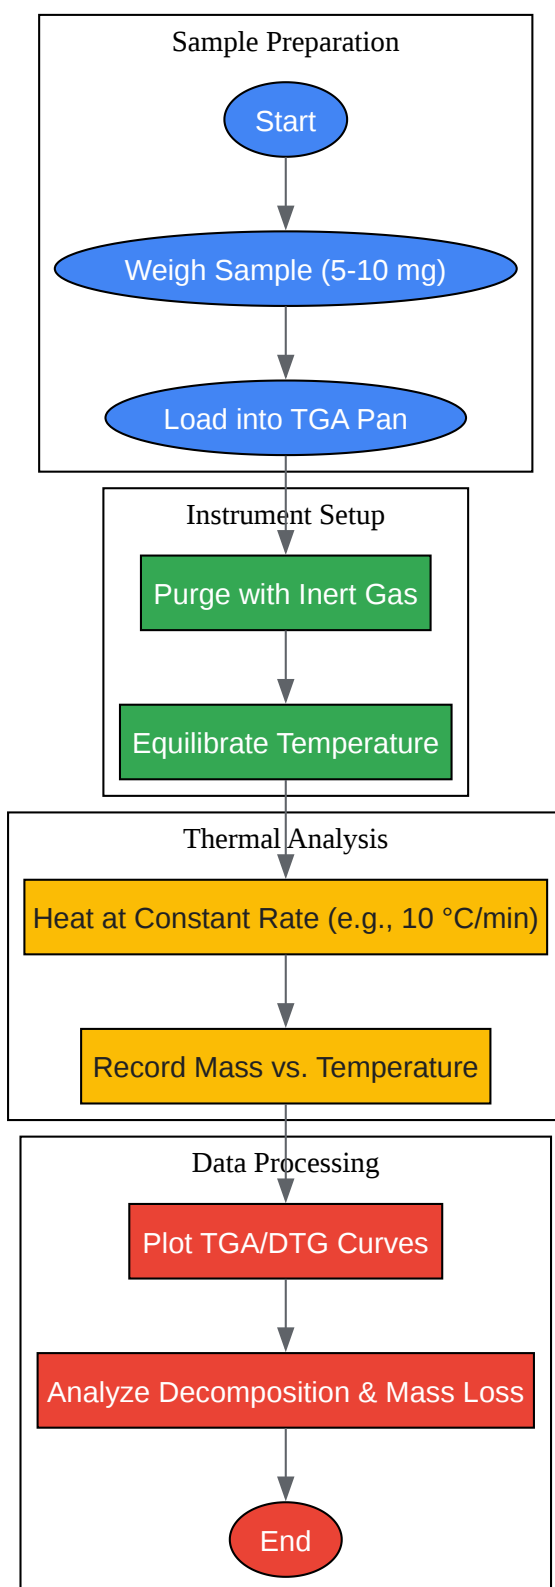 Sample Preparation
Start
Weigh Sample (5-10 mg)
Load into TGA Pan
Instrument Setup
Purge with Inert Gas
Equilibrate Temperature
Thermal Analysis
Heat at Constant Rate (e.g., 10 °C/min)
Record Mass vs. Temperature
Data Processing
Plot TGA/DTG Curves
Analyze Decomposition & Mass Loss
End